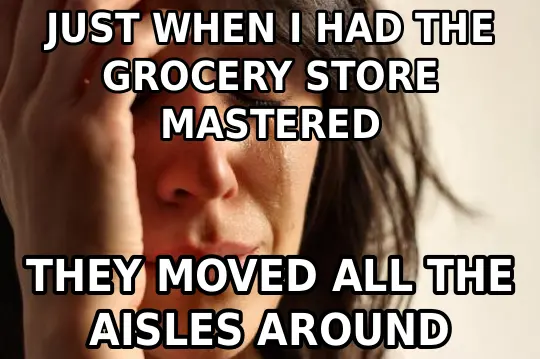 JUST WHEN I HAD THE
GROCERY STORE
MASTERED
THEY MOVED ALL THE
AISLES AROUND